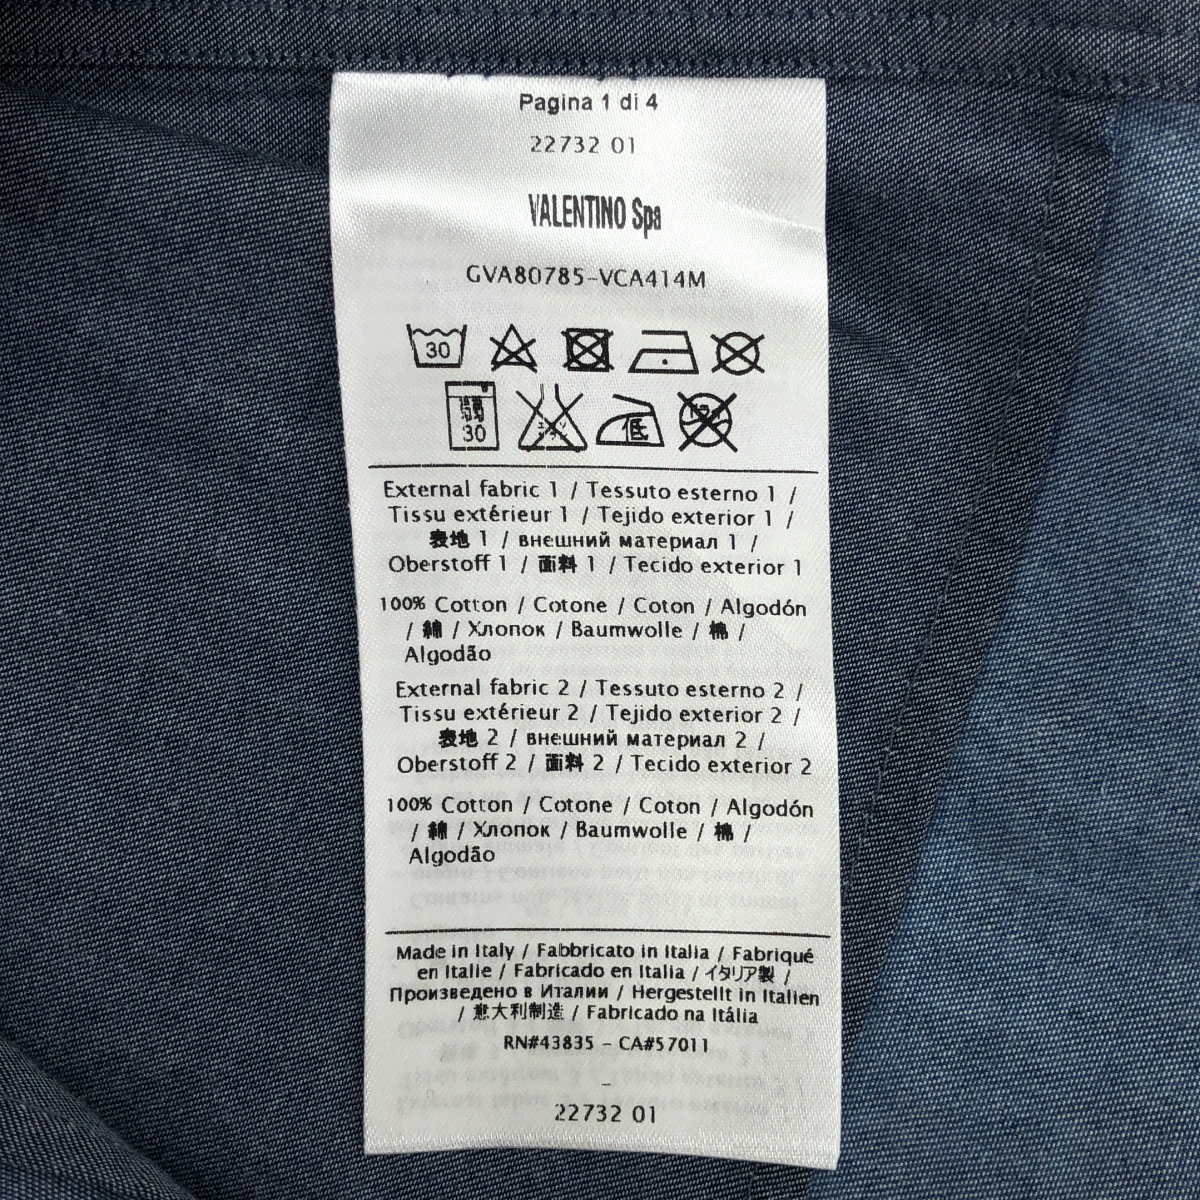 Pagina 1 di 4
22732 01
VALENTINO Spa
GVA80785-VCA414M
30
30 低
External fabric 1 / Tessuto esterno 1 /
Tissu extérieur 1 / Tejido exterior 1 /
表地 1 / внешний материал 1 /
Oberstoff 1 / 面料 1 / Tecido exterior 1
100% Cotton / Cotone / Coton / Algodón
/ 綿 / Хлопок / Baumwolle / 棉 /
Algodão
External fabric 2 / Tessuto esterno 2 /
Tissu extérieur 2 / Tejido exterior 2 /
表地 2 / внешний материал 2 /
Oberstoff 2 / 面料 2 / Tecido exterior 2
100% Cotton / Cotone / Coton / Algodón
/ 綿 / Хлопок / Baumwolle / 棉 /
Algodão
Made in Italy / Fabbricato in Italia / Fabriqué
en Italie / Fabricado en Italia / イタリア製 /
Произведено в Италии / Hergestellt in Italien
/ 意大利制造 / Fabricado na Itália
RN#43835 - CA#57011
-
22732 01